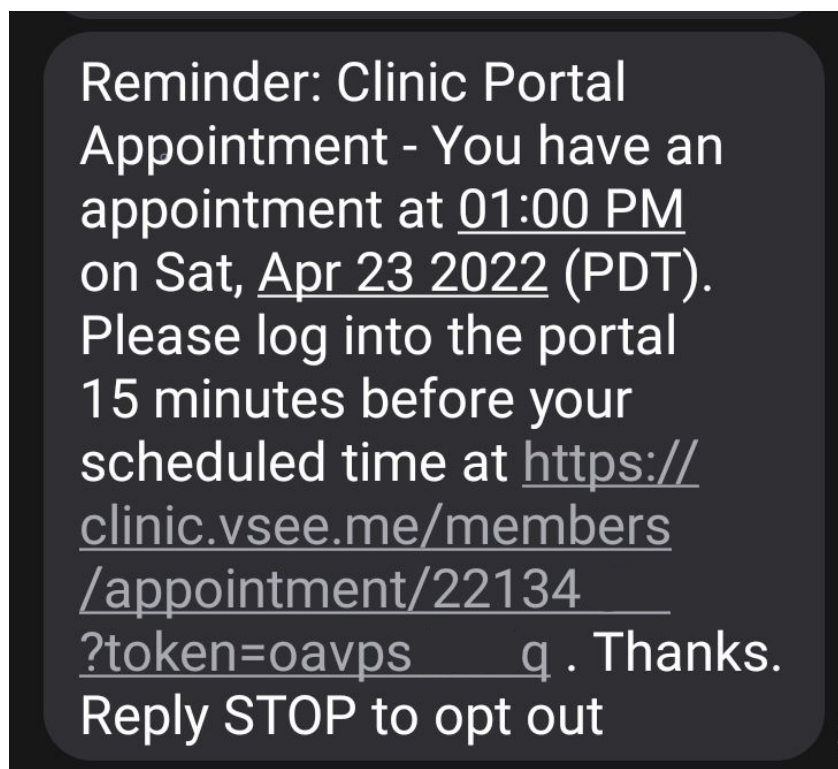 Reminder: Clinic Portal
Appointment - You have an
appointment at 01:00 PM
on Sat, Apr 23 2022 (PDT).
Please log into the portal
15 minutes before your
scheduled time at https://
clinic.vsee.me/members
/appointment/22134
?token=oavps q . Thanks.
Reply STOP to opt out